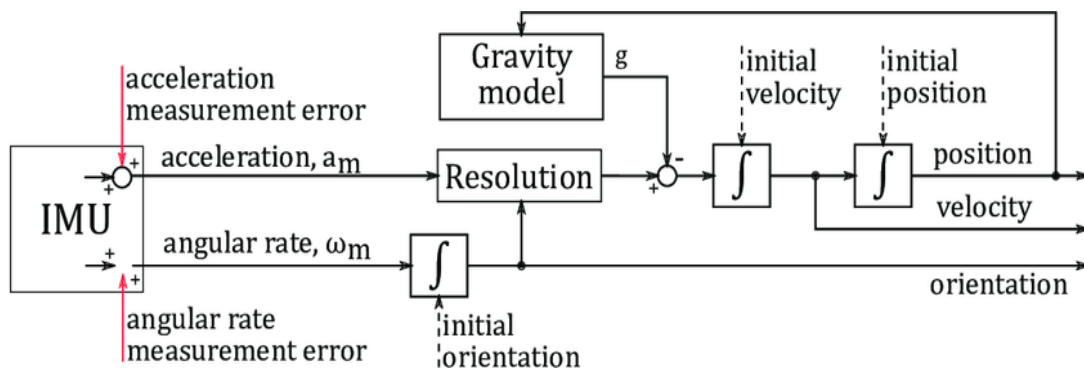 Gravity
model
g
initial
velocity
initial
position
acceleration
measurement error
+
+
acceleration, aₘ
Resolution
+
-
∫
∫
position
velocity
IMU
+
+
angular rate, ωₘ
∫
orientation
angular rate
measurement error
initial
orientation